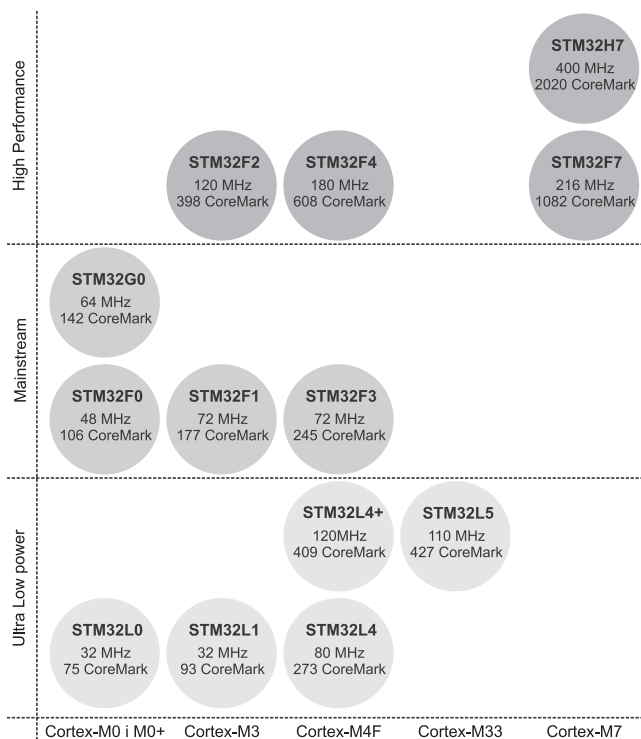 High Performance
STM32H7
400 MHz
2020 CoreMark
STM32F2
120 MHz
398 CoreMark
STM32F4
180 MHz
608 CoreMark
STM32F7
216 MHz
1082 CoreMark
Mainstream
STM32G0
64 MHz
142 CoreMark
STM32F0
48 MHz
106 CoreMark
STM32F1
72 MHz
177 CoreMark
STM32F3
72 MHz
245 CoreMark
Ultra Low power
STM32L4+
120MHz
409 CoreMark
STM32L5
110 MHz
427 CoreMark
STM32L0
32 MHz
75 CoreMark
STM32L1
32 MHz
93 CoreMark
STM32L4
80 MHz
273 CoreMark
Cortex-M0 i M0+
Cortex-M3
Cortex-M4F
Cortex-M33
Cortex-M7